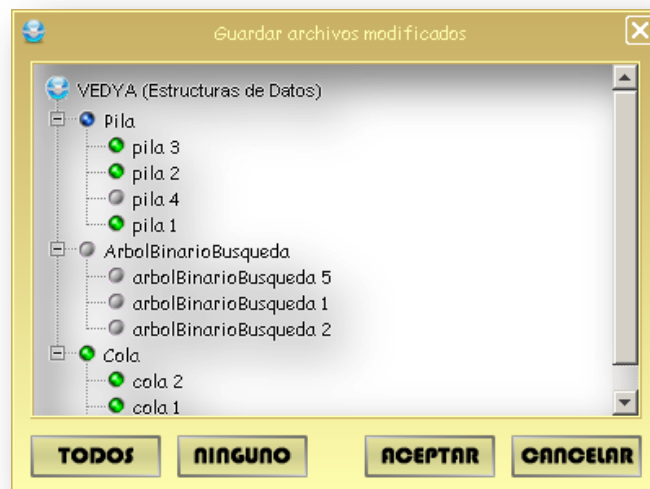 Guardar archivos modificados
VEDYA (Estructuras de Datos)
Pila
pila 3
pila 2
pila 4
pila 1
ArbolBinarioBusqueda
arbolBinarioBusqueda 5
arbolBinarioBusqueda 1
arbolBinarioBusqueda 2
Cola
cola 2
cola 1
TODOS NINGUNO ACEPTAR CANCELAR